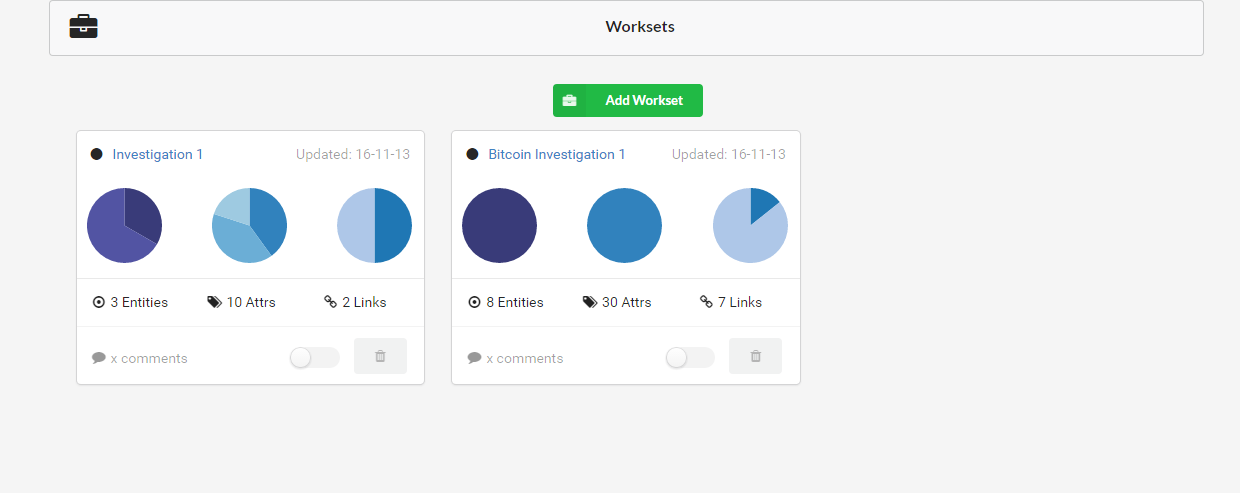 Worksets
Add Workset
Investigation 1 Updated: 16-11-13
3 Entities 10 Attrs 2 Links
x comments
Bitcoin Investigation 1 Updated: 16-11-13
8 Entities 30 Attrs 7 Links
x comments